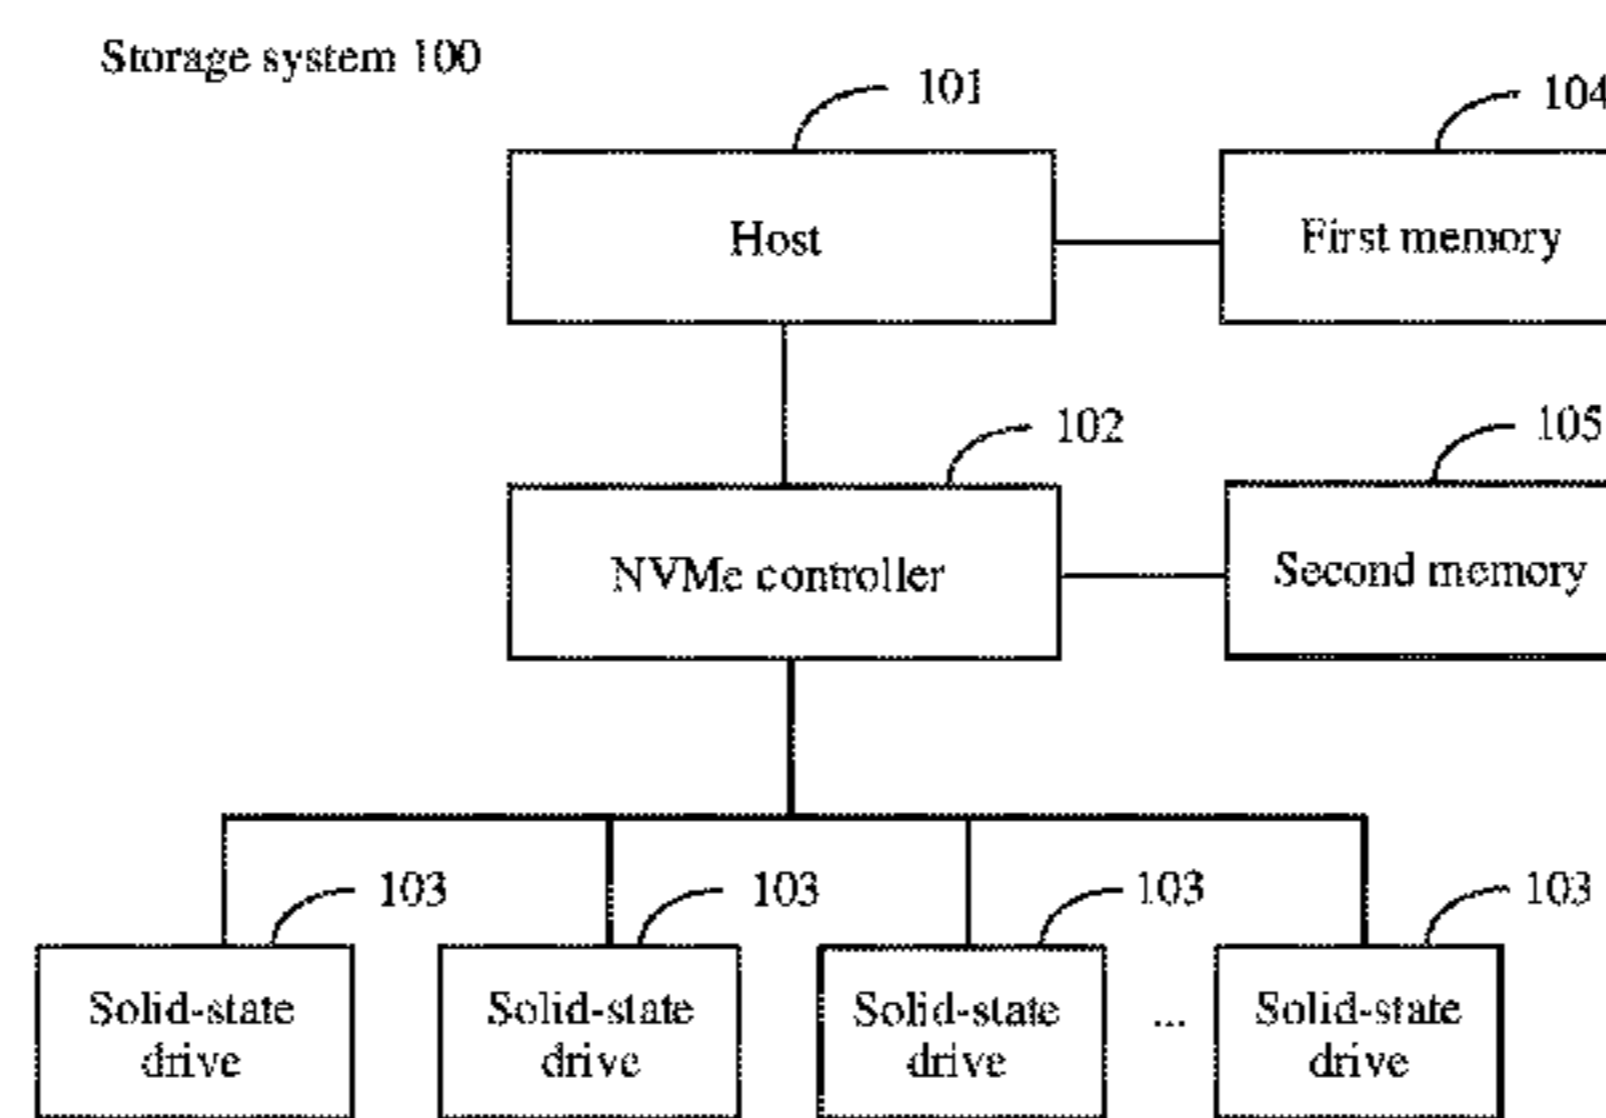 Storage system 100
101
104
Host
First memory
102
105
NVMe controller
Second memory
103
103
103
103
Solid-state
drive
Solid-state
drive
Solid-state
drive
...
Solid-state
drive